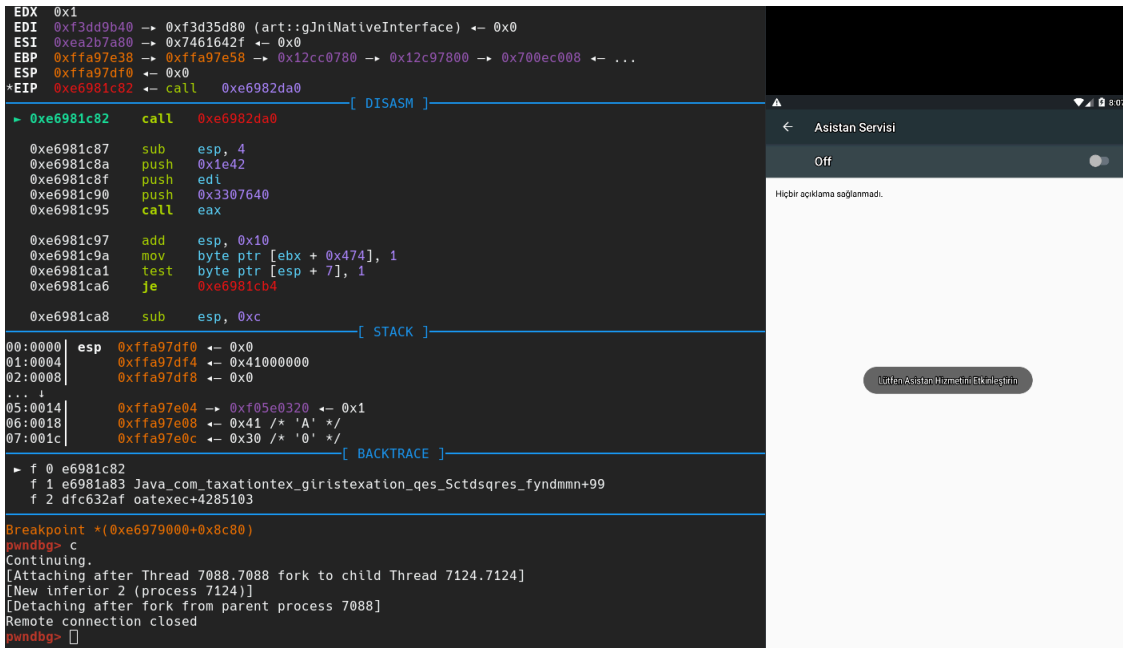 EDX  0x1
EDI  0xf3dd9b40 —▸ 0xf3d35d80 (art::gJniNativeInterface) ◂— 0x0
ESI  0xea2b7a80 —▸ 0x7461642f ◂— 0x0
EBP  0xffa97e38 —▸ 0xffa97e58 —▸ 0x12cc0780 —▸ 0x12c97800 —▸ 0x700ec008 ◂— ...
ESP  0xffa97df0 ◂— 0x0
*EIP  0xe6981c82 ◂— call   0xe6982da0
[ DISASM ]
► 0xe6981c82    call   0xe6982da0
0xe6981c87    sub    esp, 4
0xe6981c8a    push   0x1e42
0xe6981c8f    push   edi
0xe6981c90    push   0x3307640
0xe6981c95    call   eax
0xe6981c97    add    esp, 0x10
0xe6981c9a    mov    byte ptr [ebx + 0x474], 1
0xe6981ca1    test   byte ptr [esp + 7], 1
0xe6981ca6    je     0xe6981cb4
0xe6981ca8    sub    esp, 0xc
[ STACK ]
00:0000│ esp  0xffa97df0 ◂— 0x0
01:0004│      0xffa97df4 ◂— 0x41000000
02:0008│      0xffa97df8 ◂— 0x0
... ↓
05:0014│      0xffa97e04 —▸ 0xf05e0320 ◂— 0x1
06:0018│      0xffa97e08 ◂— 0x41 /* 'A' */
07:001c│      0xffa97e0c ◂— 0x30 /* '0' */
[ BACKTRACE ]
► f 0 e6981c82
f 1 e6981a83 Java_com_taxationtex_giristexation_qes_Sctdsqres_fyndmmn+99
f 2 dfc632af oatexec+4285103
Breakpoint *(0xe6979000+0x8c80)
pwndbg> c
Continuing.
[Attaching after Thread 7088.7088 fork to child Thread 7124.7124]
[New inferior 2 (process 7124)]
[Detaching after fork from parent process 7088]
Remote connection closed
pwndbg>
8:07
Asistan Servisi
Off
Hiçbir açıklama sağlanmadı.
Lütfen Asistan Hizmetini Etkinleştirin